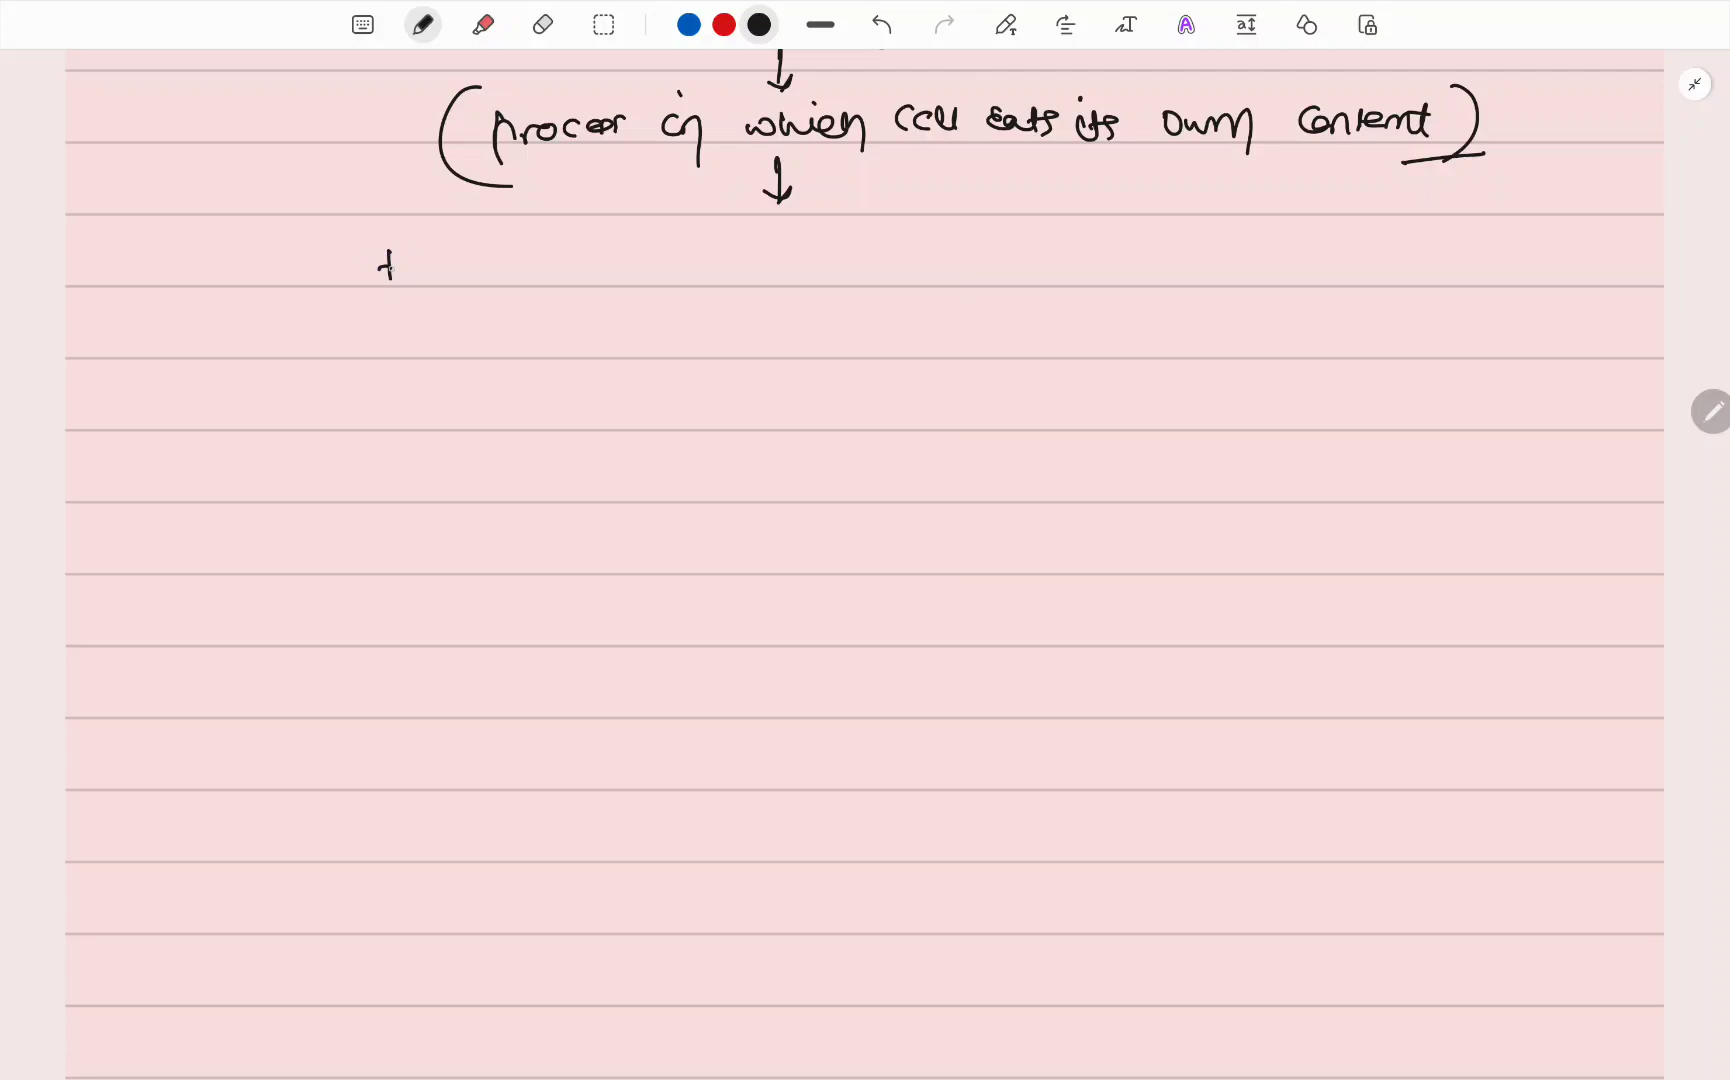 (process in which cell eats its own content)